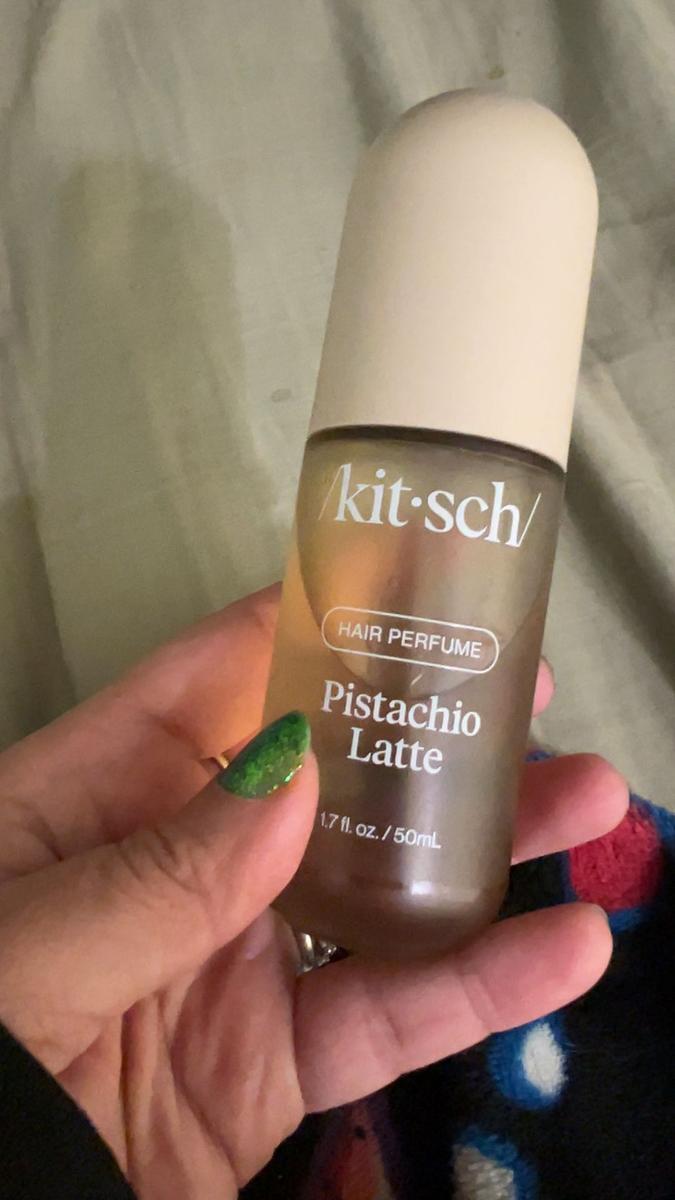 /kit·sch/
HAIR PERFUME
Pistachio
Latte
1.7 fl. oz. / 50mL